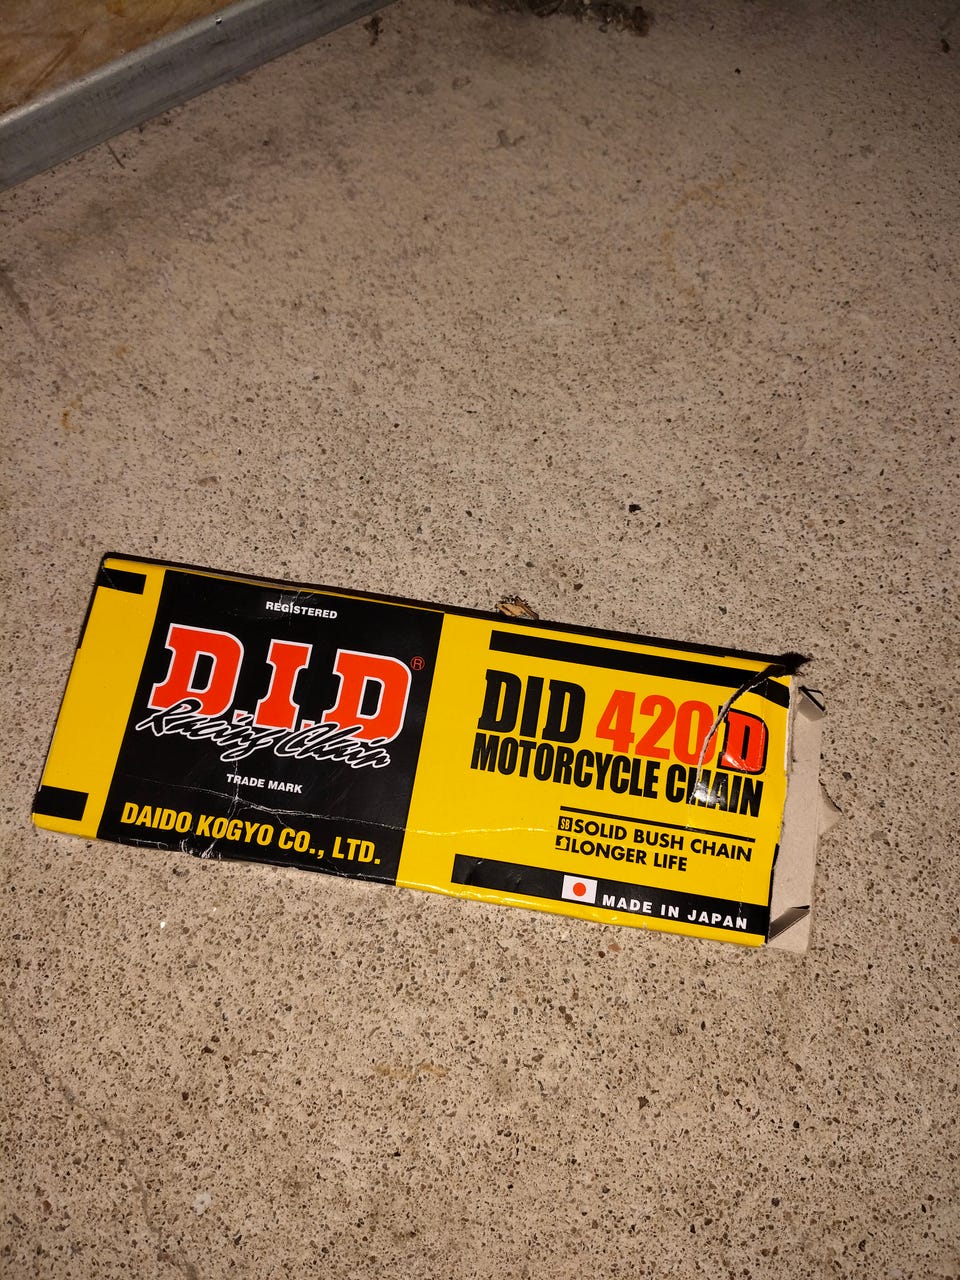 REGISTERED
D.I.D®
Racing Chain
TRADE MARK
DAIDO KOGYO CO., LTD.
DID 420D
MOTORCYCLE CHAIN
SB SOLID BUSH CHAIN
LONGER LIFE
MADE IN JAPAN